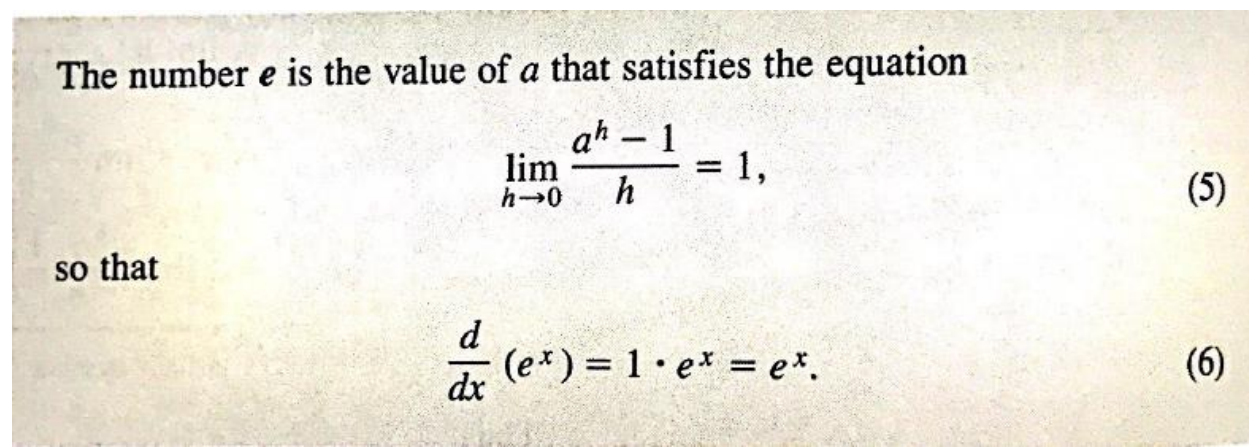 The number e is the value of a that satisfies the equation
lim h→0 (a^h − 1)/h = 1, (5)
so that
d/dx (e^x) = 1 · e^x = e^x. (6)